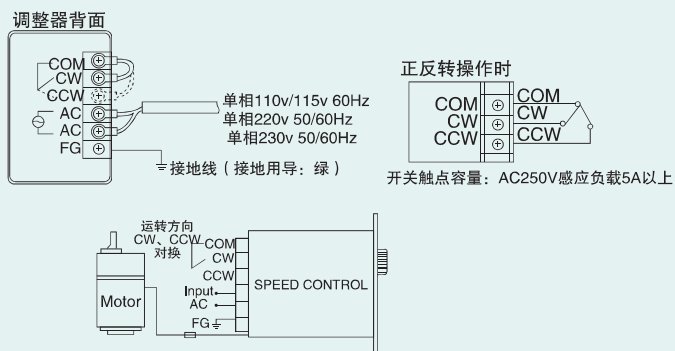 调整器背面
COM
CW
CCW
AC
AC
FG
单相110v/115v 60Hz
单相220v 50/60Hz
单相230v 50/60Hz
接地线（接地用导：绿）
正反转操作时
COM
CW
CCW
COM
CW
CCW
开关触点容量：AC250V感应负载5A以上
运转方向
CW、CCW
对换
COM
CW
CCW
Input
AC
FG
Motor
SPEED CONTROL